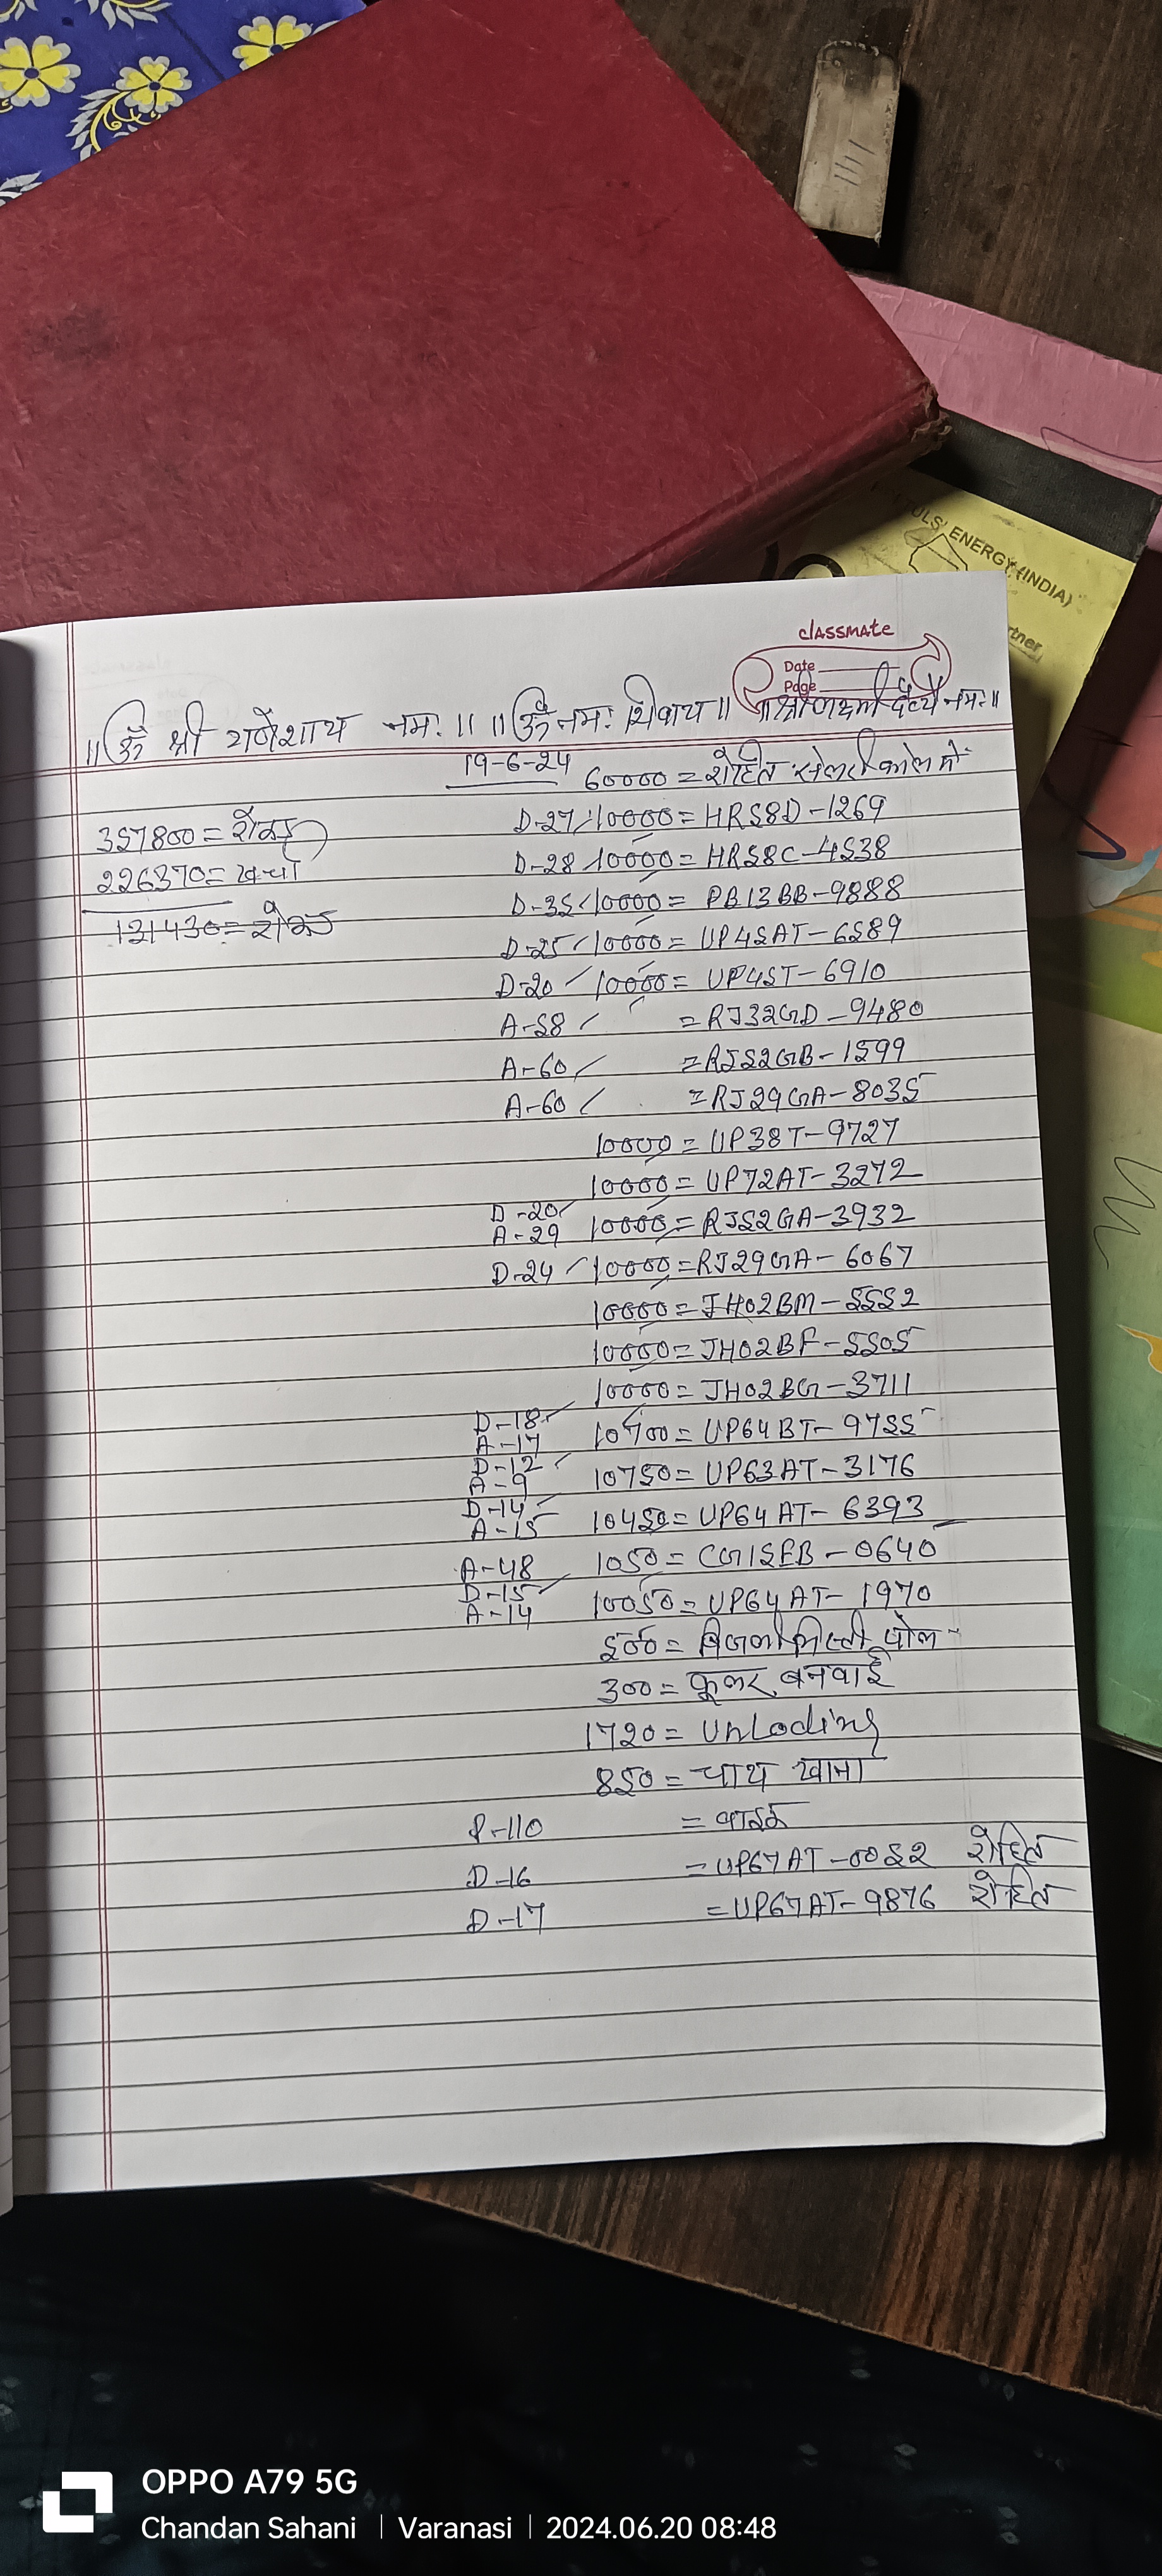 TULS' ENERGY (INDIA)
rtner
classmate
Date
Page
॥ ॐ श्री गणेशाय नमः ॥ ॥ ॐ नमः शिवाय ॥ ॥ श्री लक्ष्मी देव्यै नमः ॥
19-6-24
60000 = रोहित
357800 = रोकड़
226370 = खर्चा
131430 = रोकड़
D-27 / 10000 = HR58D-1269
D-28 10000 = HR58C-4538
D-35 / 10000 = PB13BB-9888
D-25 / 10000 = UP45AT-6589
D-20 / 10000 = UP45T-6910
A-58 / = RJ32GD-9480
A-60 / = RJ52GB-1599
A-60 / = RJ29GA-8035
10000 = UP38T-9727
10000 = UP72AT-3272
D-20 /
A-29 10000 = RJ52GA-3932
D-24 / 10000 = RJ29GA-6067
10000 = JH02BM-5552
10000 = JH02BF-5505
10000 = JH02BG-3711
D-18
A-17 10700 = UP64BT-9755
D-12
A-9 10750 = UP63AT-3176
D-14
A-15 10450 = UP64AT-6393
A-48 1050 = CG15EB-0640
D-15
A-14 10050 = UP64AT-1970
500 = बिजली मिस्त्री पोल
300 = कूलर बनवाई
1720 = Unloding
850 = चाय खाना
P-110 = बाइक
D-16 = UP67AT-0052 रोहित
D-17 = UP67AT-9876 रोहित
OPPO A79 5G
Chandan Sahani | Varanasi | 2024.06.20 08:48